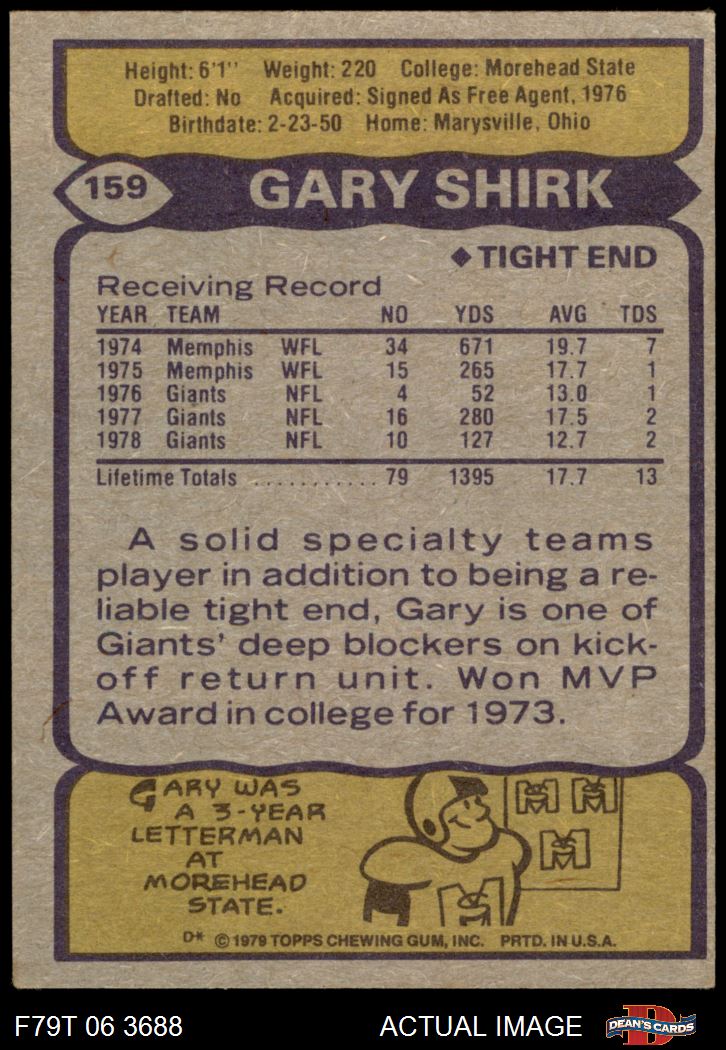 Height: 6'1" Weight: 220 College: Morehead State
Drafted: No Acquired: Signed As Free Agent, 1976
Birthdate: 2-23-50 Home: Marysville, Ohio
159 GARY SHIRK
◆ TIGHT END
Receiving Record
YEAR TEAM NO YDS AVG TDS
1974 Memphis WFL 34 671 19.7 7
1975 Memphis WFL 15 265 17.7 1
1976 Giants NFL 4 52 13.0 1
1977 Giants NFL 16 280 17.5 2
1978 Giants NFL 10 127 12.7 2
Lifetime Totals ........... 79 1395 17.7 13
A solid specialty teams
player in addition to being a re-
liable tight end, Gary is one of
Giants' deep blockers on kick-
off return unit. Won MVP
Award in college for 1973.
GARY WAS
A 3-YEAR
LETTERMAN
AT
MOREHEAD
STATE.
M M
M
M
D* © 1979 TOPPS CHEWING GUM, INC. PRTD. IN U.S.A.
F79T 06 3688 ACTUAL IMAGE D DEAN'S CARDS